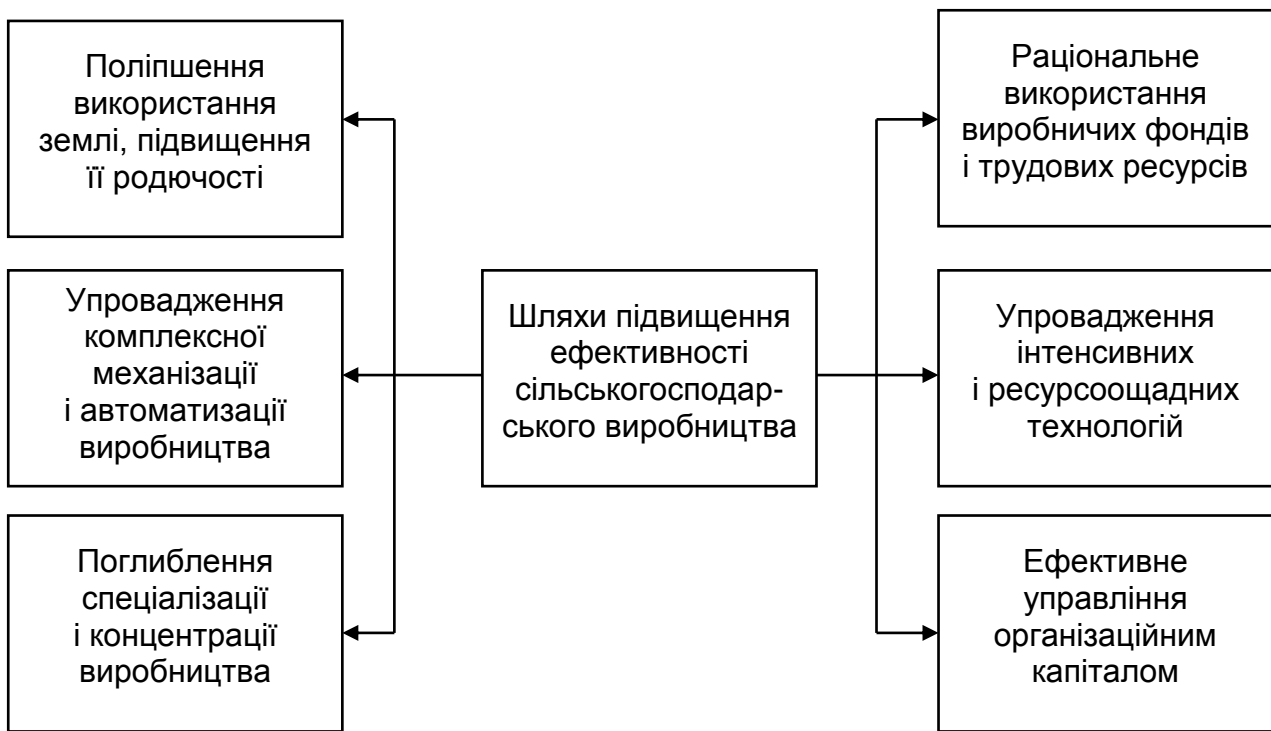 Поліпшення
використання
землі, підвищення
її родючості
Упровадження
комплексної
механізації
і автоматизації
виробництва
Поглиблення
спеціалізації
і концентрації
виробництва
Шляхи підвищення
ефективності
сільськогосподар-
ського виробництва
Раціональне
використання
виробничих фондів
і трудових ресурсів
Упровадження
інтенсивних
і ресурсоощадних
технологій
Ефективне
управління
організаційним
капіталом